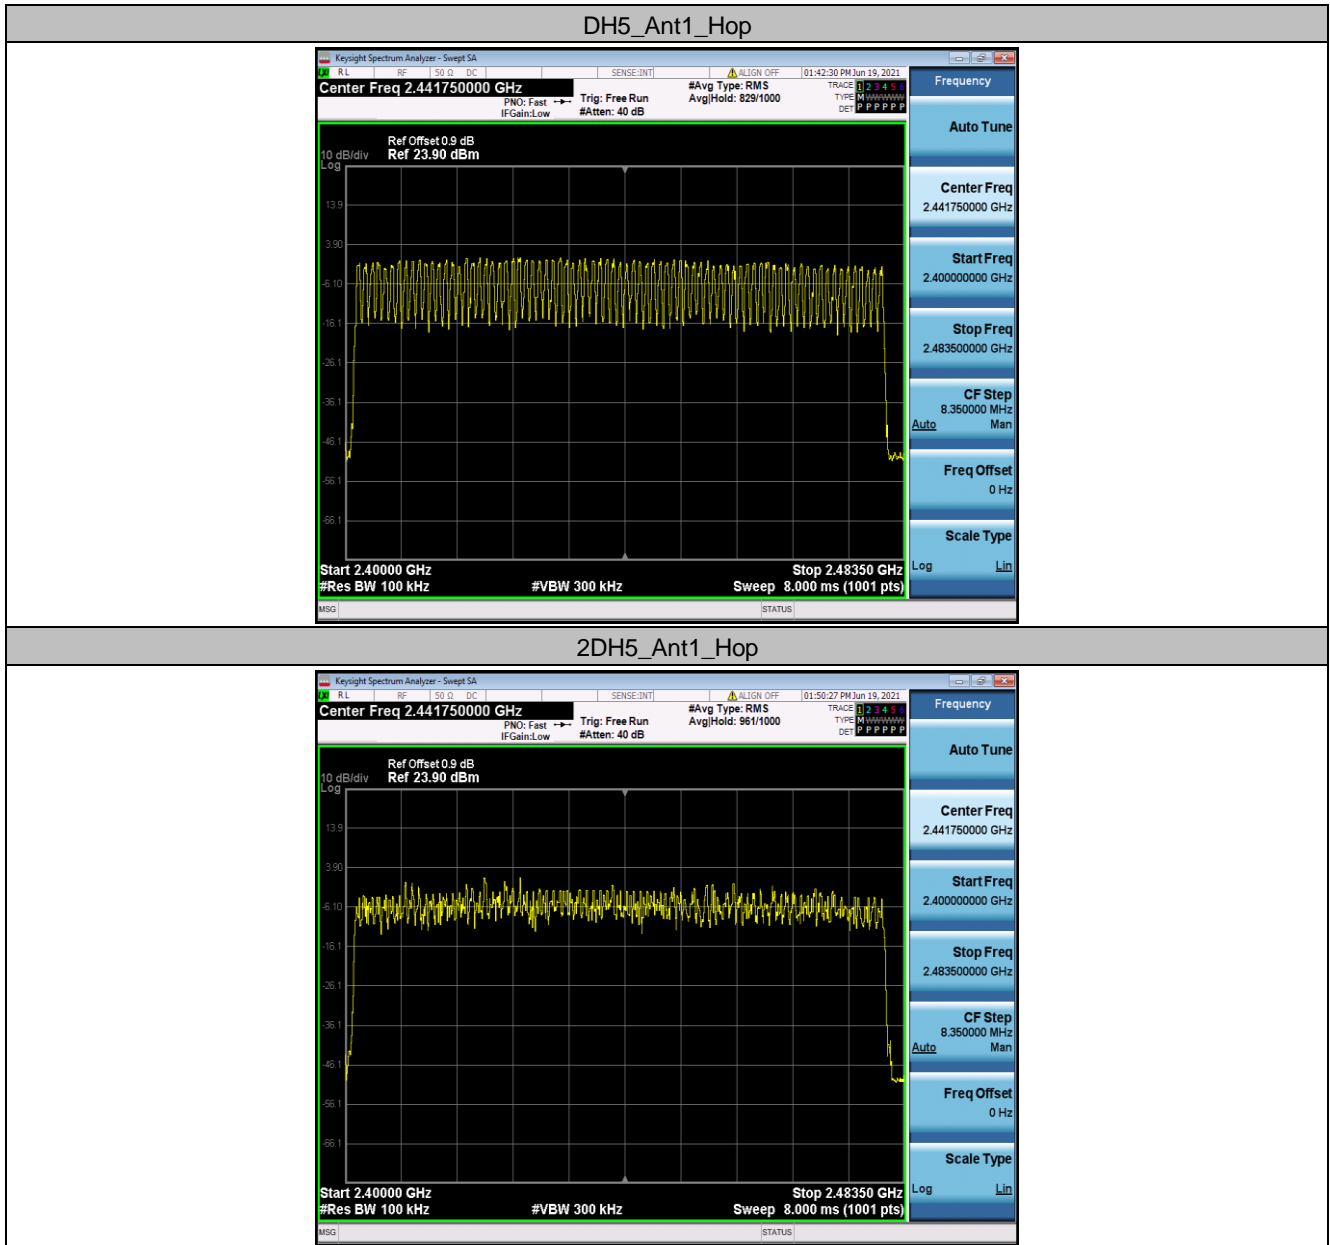 DH5_Ant1_Hop
Keysight Spectrum Analyzer - Swept SA
RL RF 50 Ω DC SENSE:INT ALIGN OFF 01:42:30 PM Jun 19, 2021
Center Freq 2.441750000 GHz
PNO: Fast
IFGain:Low
Trig: Free Run
#Atten: 40 dB
#Avg Type: RMS
Avg|Hold: 829/1000
TRACE 1 2 3 4 5 6
TYPE M WWWWW
DET P P P P P P
Ref Offset 0.9 dB
10 dB/div Ref 23.90 dBm
Log
13.9
3.90
-6.10
-16.1
-26.1
-36.1
-46.1
-56.1
-66.1
Start 2.40000 GHz Stop 2.48350 GHz
#Res BW 100 kHz #VBW 300 kHz Sweep 8.000 ms (1001 pts)
MSG STATUS
Frequency
Auto Tune
Center Freq
2.441750000 GHz
Start Freq
2.400000000 GHz
Stop Freq
2.483500000 GHz
CF Step
8.350000 MHz
Auto Man
Freq Offset
0 Hz
Scale Type
Log Lin
2DH5_Ant1_Hop
Keysight Spectrum Analyzer - Swept SA
RL RF 50 Ω DC SENSE:INT ALIGN OFF 01:50:27 PM Jun 19, 2021
Center Freq 2.441750000 GHz
PNO: Fast
IFGain:Low
Trig: Free Run
#Atten: 40 dB
#Avg Type: RMS
Avg|Hold: 961/1000
TRACE 1 2 3 4 5 6
TYPE M WWWWW
DET P P P P P P
Ref Offset 0.9 dB
10 dB/div Ref 23.90 dBm
Log
13.9
3.90
-6.10
-16.1
-26.1
-36.1
-46.1
-56.1
-66.1
Start 2.40000 GHz Stop 2.48350 GHz
#Res BW 100 kHz #VBW 300 kHz Sweep 8.000 ms (1001 pts)
MSG STATUS
Frequency
Auto Tune
Center Freq
2.441750000 GHz
Start Freq
2.400000000 GHz
Stop Freq
2.483500000 GHz
CF Step
8.350000 MHz
Auto Man
Freq Offset
0 Hz
Scale Type
Log Lin